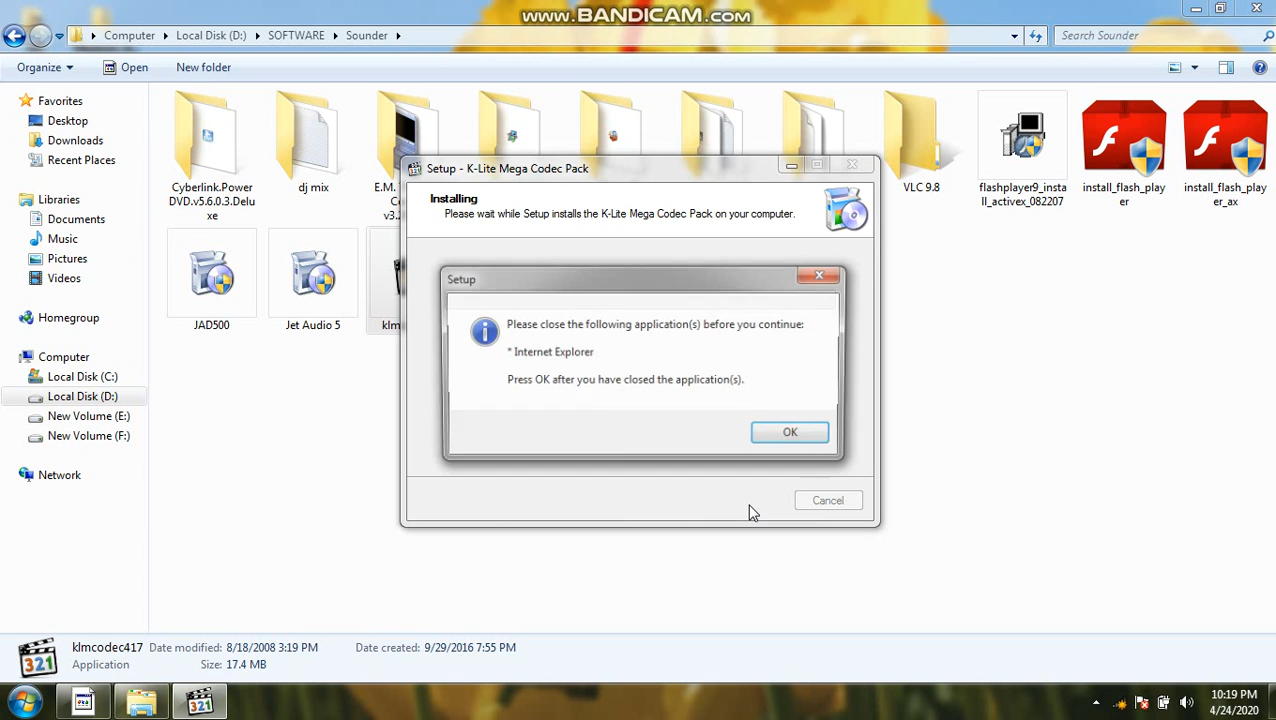 www.BANDICAM.com
Computer
Local Disk (D:)
SOFTWARE
Sounder
Search Sounder
Organize
Open
New folder
Favorites
Desktop
Downloads
Recent Places
Libraries
Documents
Music
Pictures
Videos
Homegroup
Computer
Local Disk (C:)
Local Disk (D:)
New Volume (E:)
New Volume (F:)
Network
Cyberlink.Power
DVD.v5.6.0.3.Delu
xe
dj mix
E.M.
v3.2
VLC 9.8
flashplayer9_insta
ll_activex_082207
install_flash_play
er
install_flash_play
er_ax
JAD500
Jet Audio 5
klm
Setup - K-Lite Mega Codec Pack
Installing
Please wait while Setup installs the K-Lite Mega Codec Pack on your computer.
Setup
Please close the following application(s) before you continue:
* Internet Explorer
Press OK after you have closed the application(s).
OK
Cancel
klmcodec417 Date modified: 8/18/2008 3:19 PM Date created: 9/29/2016 7:55 PM
Application Size: 17.4 MB
321
10:19 PM
4/24/2020